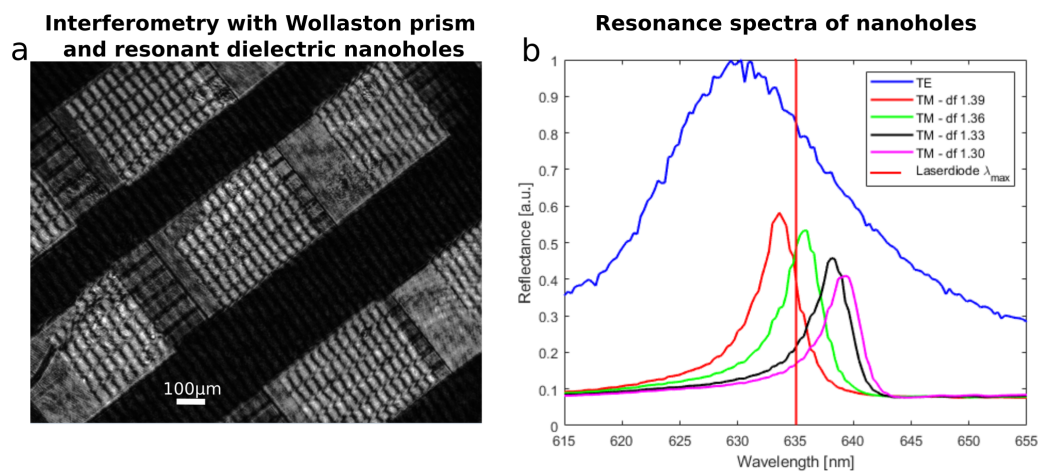 Interferometry with Wollaston prism
and resonant dielectric nanoholes
a
100µm
Resonance spectra of nanoholes
b
1
0.9
0.8
0.7
0.6
0.5
0.4
0.3
0.2
0.1
0
Reflectance [a.u.]
615 620 625 630 635 640 645 650 655
Wavelength [nm]
TE
TM - df 1.39
TM - df 1.36
TM - df 1.33
TM - df 1.30
Laserdiode λmax